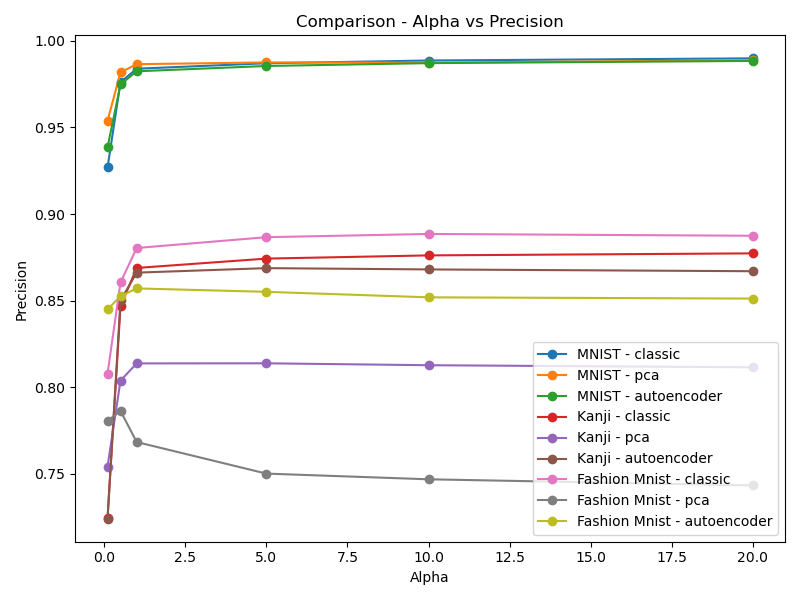 Comparison - Alpha vs Precision
1.00
0.95
0.90
0.85
0.80
0.75
Precision
0.0 2.5 5.0 7.5 10.0 12.5 15.0 17.5 20.0
Alpha
MNIST - classic
MNIST - pca
MNIST - autoencoder
Kanji - classic
Kanji - pca
Kanji - autoencoder
Fashion Mnist - classic
Fashion Mnist - pca
Fashion Mnist - autoencoder